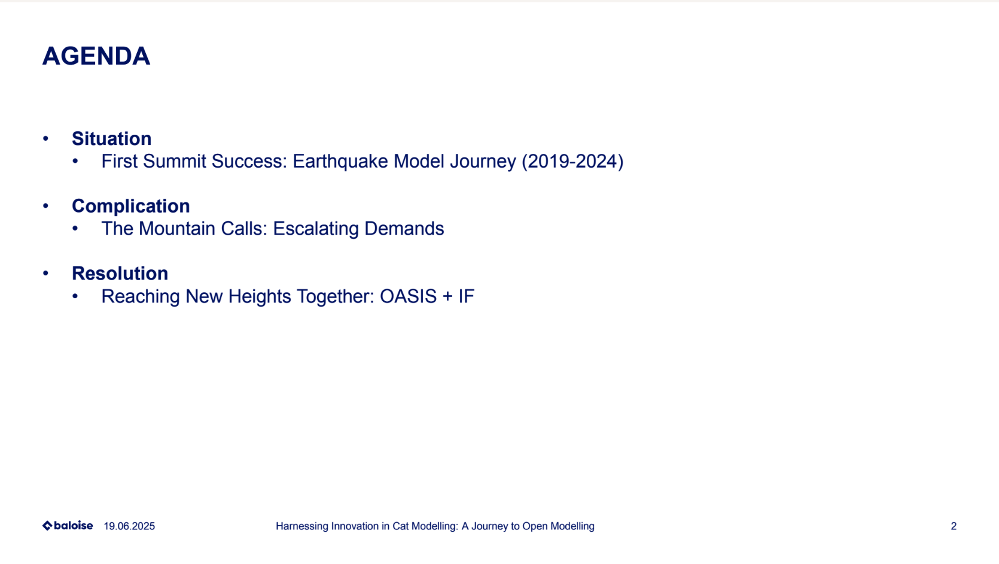 AGENDA
• Situation
• First Summit Success: Earthquake Model Journey (2019-2024)
• Complication
• The Mountain Calls: Escalating Demands
• Resolution
• Reaching New Heights Together: OASIS + IF
baloise 19.06.2025 Harnessing Innovation in Cat Modelling: A Journey to Open Modelling 2